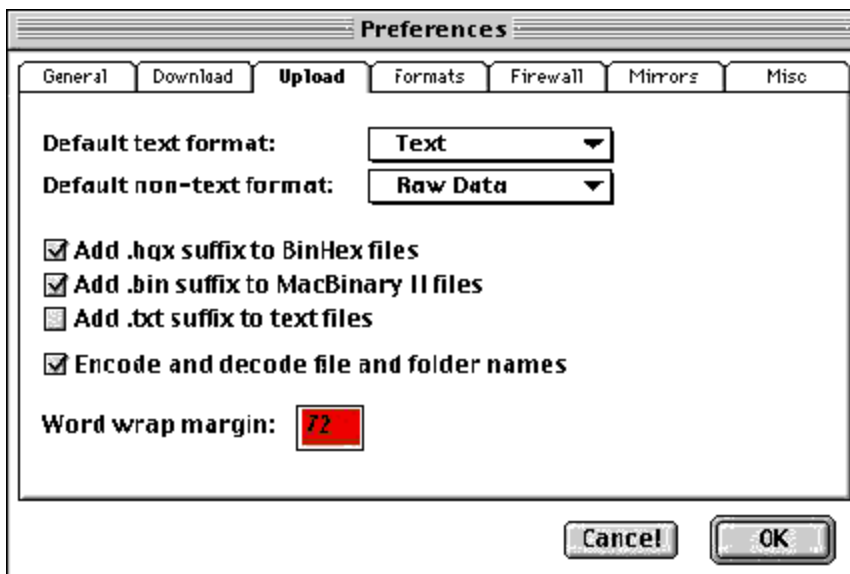 Preferences
General Download Upload Formats Firewall Mirrors Misc
Default text format: Text
Default non-text format: Raw Data
Add .hqx suffix to BinHex files
Add .bin suffix to MacBinary II files
Add .txt suffix to text files
Encode and decode file and folder names
Word wrap margin: 72
Cancel OK